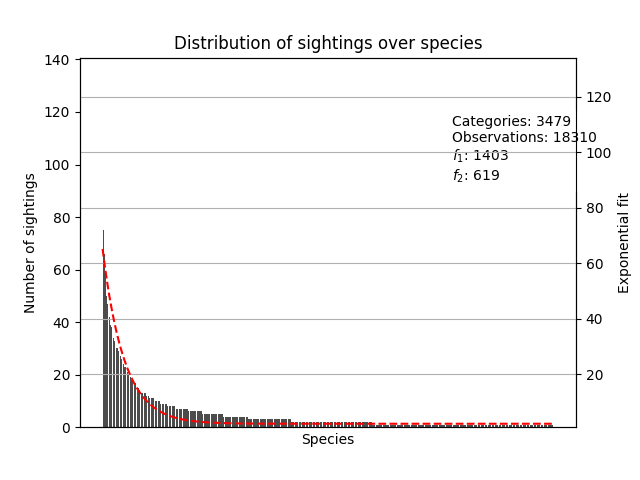 Distribution of sightings over species
140
120
100
80
60
40
20
0
Number of sightings
Categories: 3479
Observations: 18310
f1: 1403
f2: 619
120
100
80
60
40
20
Exponential fit
Species